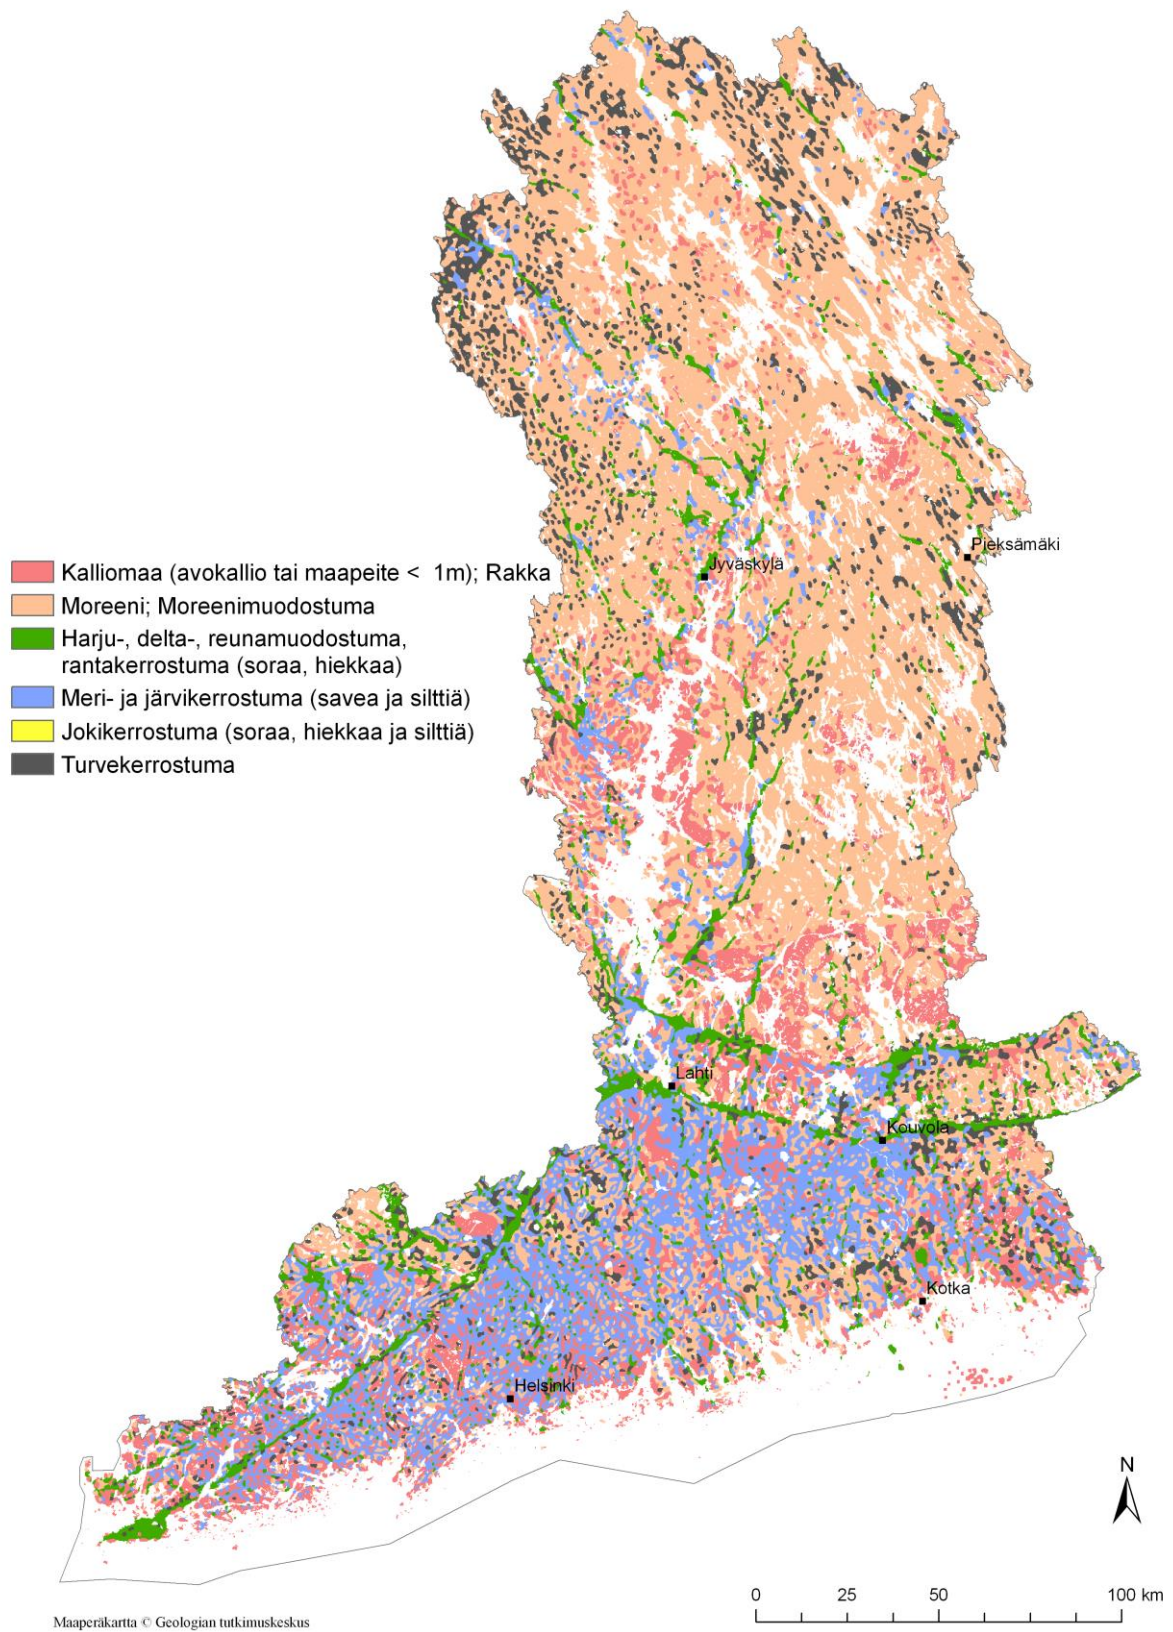 Pieksämäki
Jyväskylä
Kalliomaa (avokallio tai maapeite < 1m); Rakka
Moreeni; Moreenimuodostuma
Harju-, delta-, reunamuodostuma,
rantakerrostuma (soraa, hiekkaa)
Meri- ja järvikerrostuma (savea ja silttiä)
Jokikerrostuma (soraa, hiekkaa ja silttiä)
Turvekerrostuma
Lahti
Kouvola
Kotka
Helsinki
N
0 25 50 100 km
Maaperäkartta © Geologian tutkimuskeskus